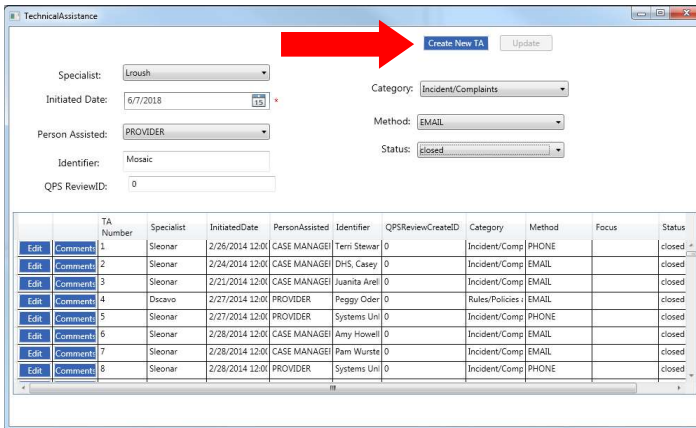 TechnicalAssistance
Create New TA Update
Specialist: Lroush
Category: Incident/Complaints
Initiated Date: 6/7/2018 15 *
Method: EMAIL
Person Assisted: PROVIDER
Status: closed
Identifier: Mosaic
QPS ReviewID: 0
TA Number Specialist InitiatedDate PersonAssisted Identifier QPSReviewCreateID Category Method Focus Status
Edit Comments 1 Sleonar 2/26/2014 12:0( CASE MANAGEI Terri Stewar 0 Incident/Comp PHONE closed
Edit Comments 2 Sleonar 2/24/2014 12:0( CASE MANAGEI DHS, Casey 0 Incident/Comp EMAIL closed
Edit Comments 3 Sleonar 2/21/2014 12:0( CASE MANAGEI Juanita Arell 0 Incident/Comp EMAIL closed
Edit Comments 4 Dscavo 2/27/2014 12:0( PROVIDER Peggy Oder 0 Rules/Policies a EMAIL closed
Edit Comments 5 Sleonar 2/27/2014 12:0( PROVIDER Systems Unl 0 Incident/Comp PHONE closed
Edit Comments 6 Sleonar 2/28/2014 12:0( CASE MANAGEI Amy Howell 0 Incident/Comp EMAIL closed
Edit Comments 7 Sleonar 2/28/2014 12:0( CASE MANAGEI Pam Wurste 0 Incident/Comp EMAIL closed
Edit Comments 8 Sleonar 2/28/2014 12:0( PROVIDER Systems Unl 0 Incident/Comp PHONE closed